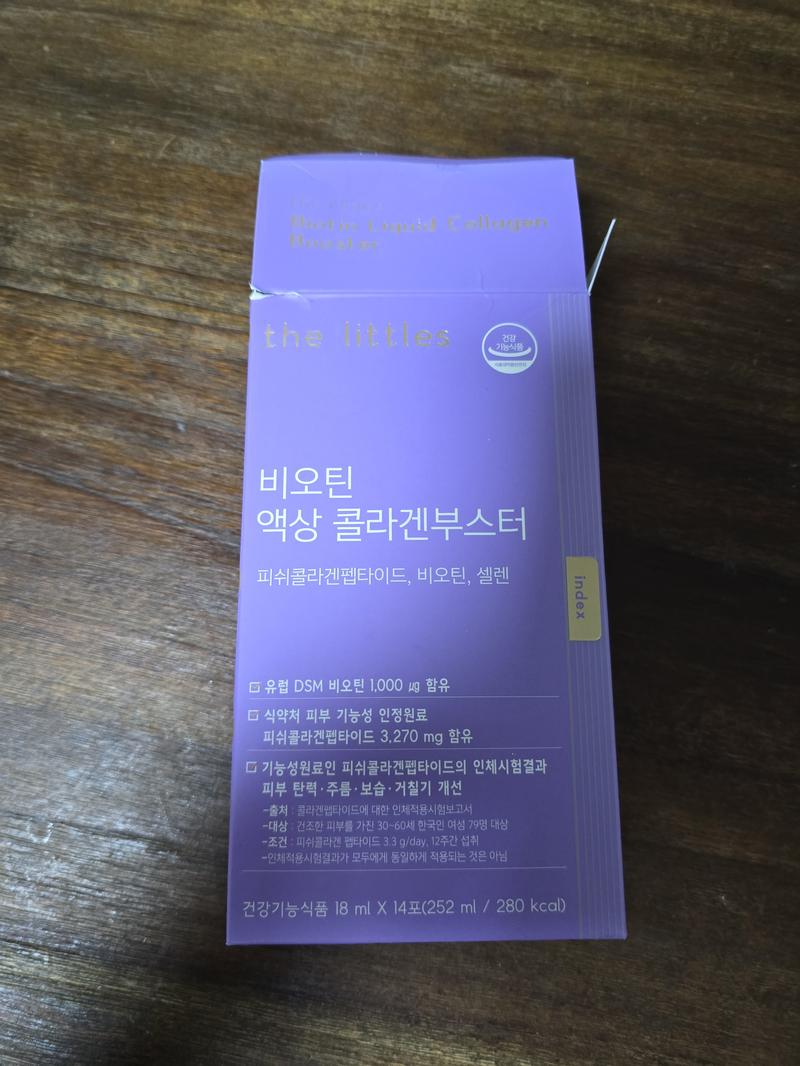 Biotin Liquid Collagen
Booster
the littles
건강
기능식품
식품의약품안전처
비오틴
액상 콜라겐부스터
피쉬콜라겐펩타이드, 비오틴, 셀렌
index
유럽 DSM 비오틴 1,000 ㎍ 함유
식약처 피부 기능성 인정원료
피쉬콜라겐펩타이드 3,270 mg 함유
기능성원료인 피쉬콜라겐펩타이드의 인체시험결과
피부 탄력·주름·보습·거칠기 개선
-출처 : 콜라겐펩타이드에 대한 인체적용시험보고서
-대상 : 건조한 피부를 가진 30~60세 한국인 여성 79명 대상
-조건 : 피쉬콜라겐 펩타이드 3.3 g/day, 12주간 섭취
-인체적용시험결과가 모두에게 동일하게 적용되는 것은 아님
건강기능식품 18 ml X 14포(252 ml / 280 kcal)